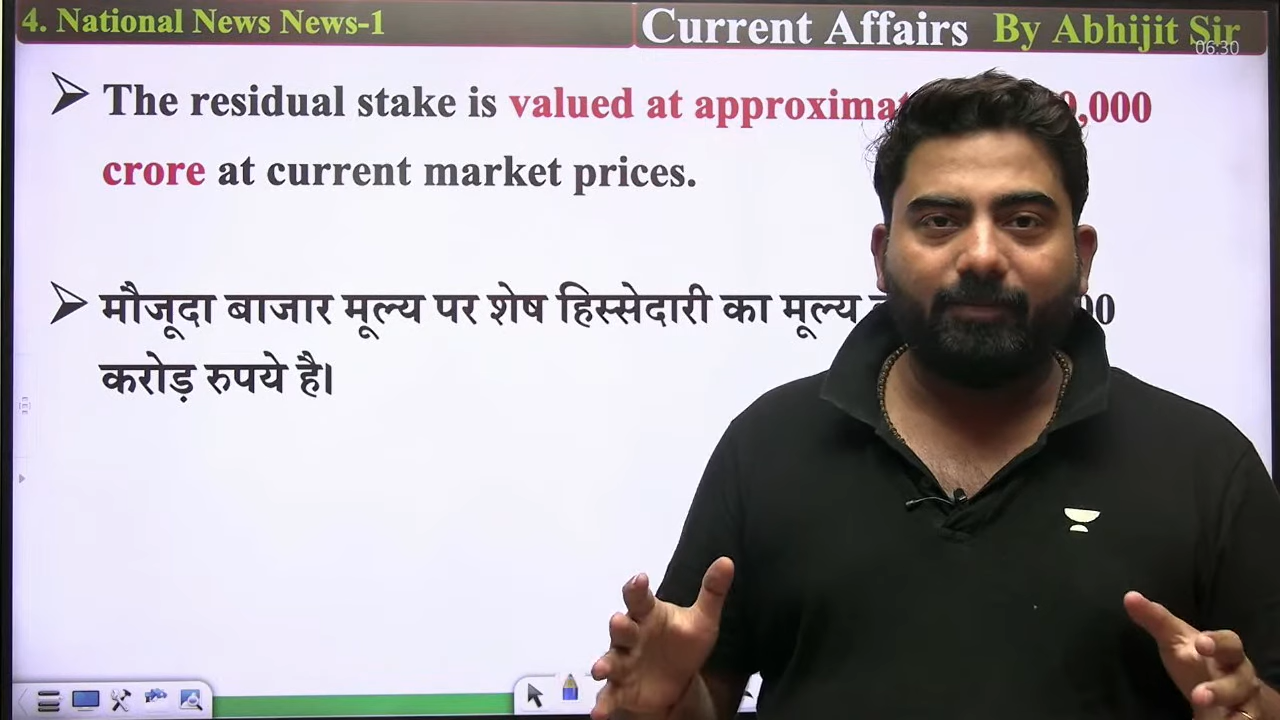 4. National News News-1
Current Affairs By Abhijit Sir
06:30
The residual stake is valued at
crore at current market prices.
मौजूदा बाजार मूल्य पर शेष हिस्सेदारी का मूल्य
करोड़ रुपये है।